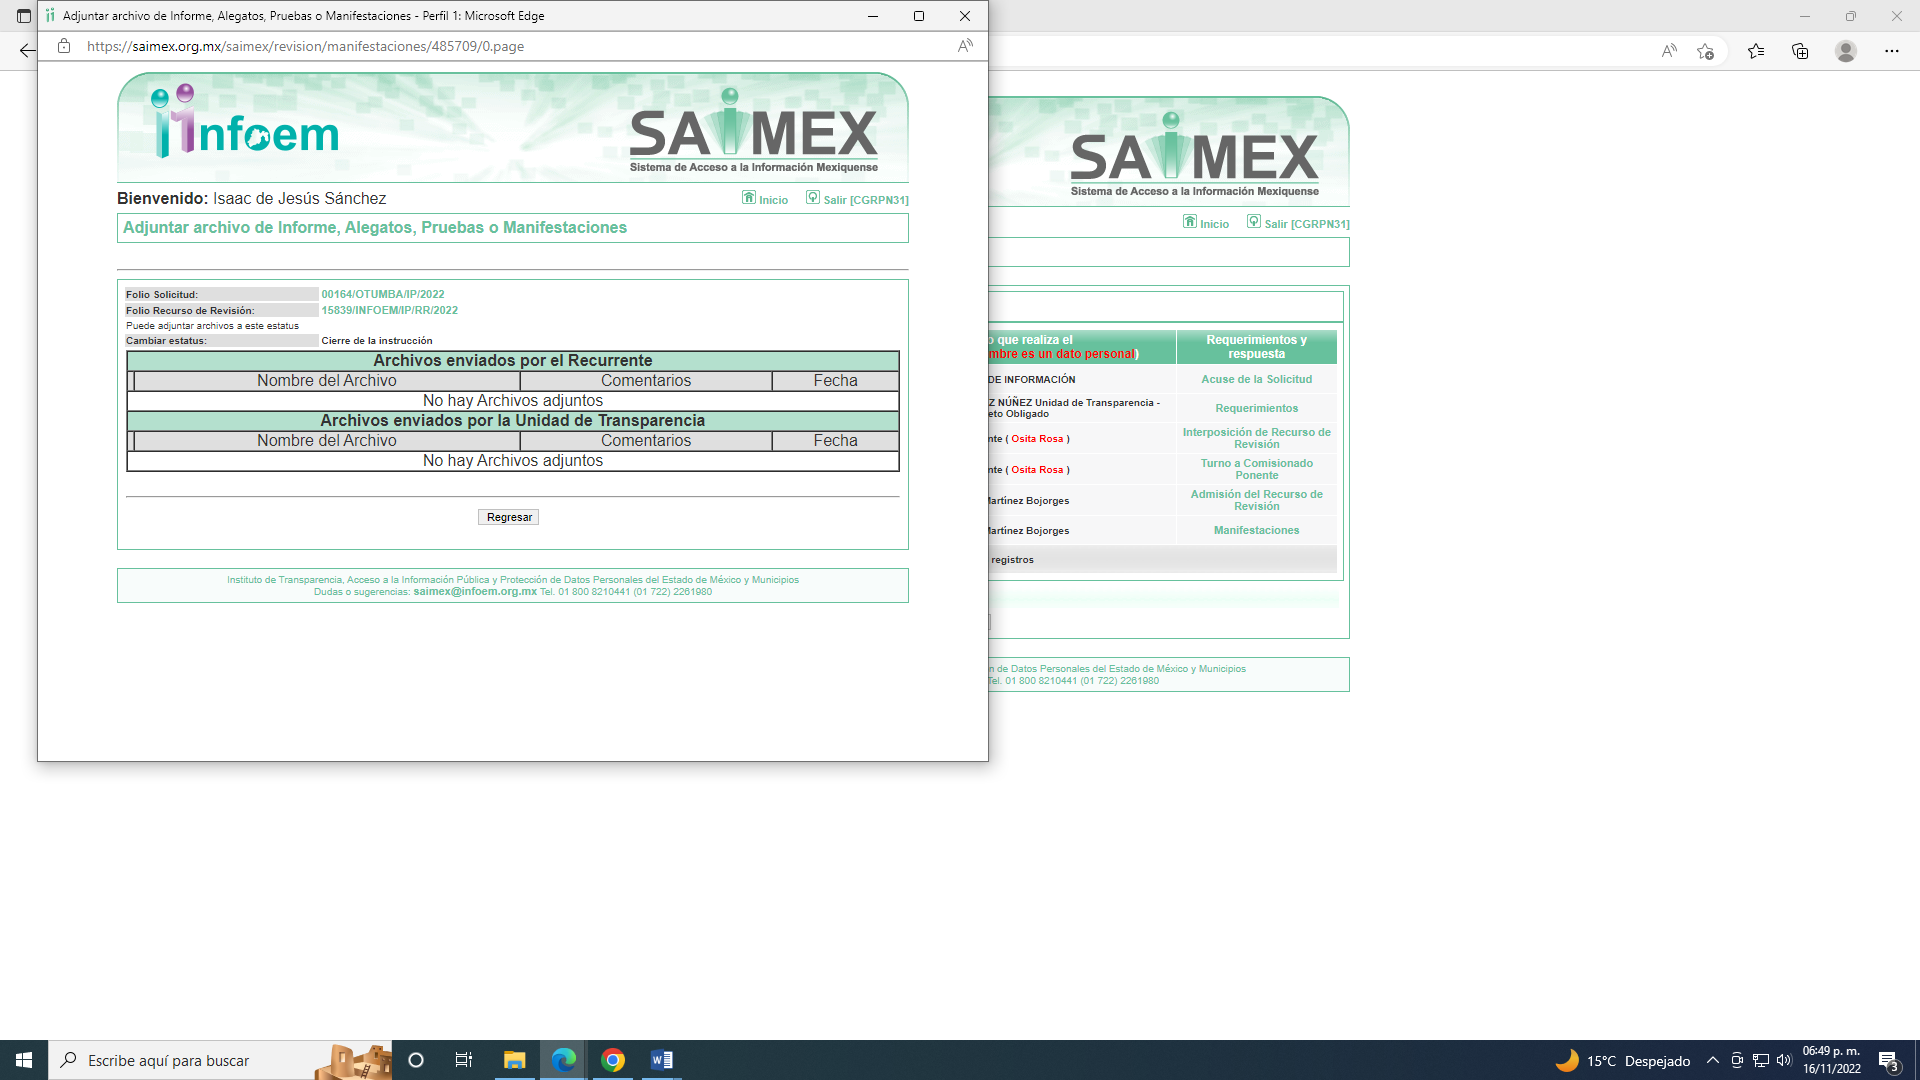 Adjuntar archivo de Informe, Alegatos, Pruebas o Manifestaciones - Perfil 1: Microsoft Edge
https://saimex.org.mx/saimex/revision/manifestaciones/485709/0.page
infoem
SAIMEX
Sistema de Acceso a la Información Mexiquense
Bienvenido: Isaac de Jesús Sánchez
Inicio
Salir [CGRPN31]
Adjuntar archivo de Informe, Alegatos, Pruebas o Manifestaciones
Folio Solicitud: 00164/OTUMBA/IP/2022
Folio Recurso de Revisión: 15839/INFOEM/IP/RR/2022
Puede adjuntar archivos a este estatus
Cambiar estatus: Cierre de la instrucción
Archivos enviados por el Recurrente
Nombre del Archivo Comentarios Fecha
No hay Archivos adjuntos
Archivos enviados por la Unidad de Transparencia
Nombre del Archivo Comentarios Fecha
No hay Archivos adjuntos
Regresar
Instituto de Transparencia, Acceso a la Información Pública y Protección de Datos Personales del Estado de México y Municipios
Dudas o sugerencias: saimex@infoem.org.mx Tel. 01 800 8210441 (01 722) 2261980
SAIMEX
Sistema de Acceso a la Información Mexiquense
Inicio
Salir [CGRPN31]
o que realiza el
mbre es un dato personal)
Requerimientos y
respuesta
DE INFORMACIÓN
Acuse de la Solicitud
Z NÚÑEZ Unidad de Transparencia -
eto Obligado
Requerimientos
nte ( Osita Rosa )
Interposición de Recurso de
Revisión
nte ( Osita Rosa )
Turno a Comisionado
Ponente
Martínez Bojorges
Admisión del Recurso de
Revisión
Martínez Bojorges
Manifestaciones
registros
n de Datos Personales del Estado de México y Municipios
Tel. 01 800 8210441 (01 722) 2261980
Escribe aquí para buscar
15°C Despejado
06:49 p. m.
16/11/2022
3